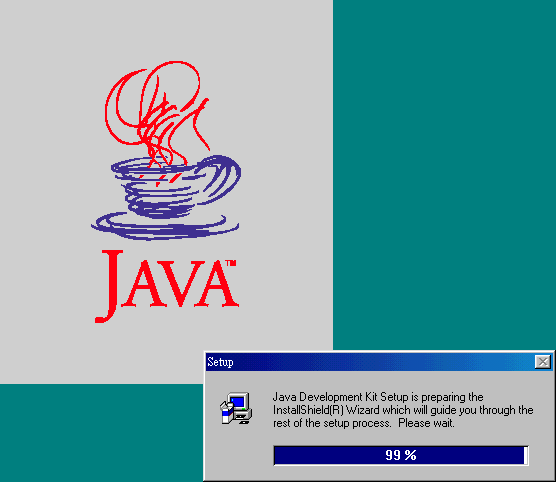 JAVA™
Setup
Java Development Kit Setup is preparing the
InstallShield(R) Wizard which will guide you through the
rest of the setup process. Please wait.
99 %